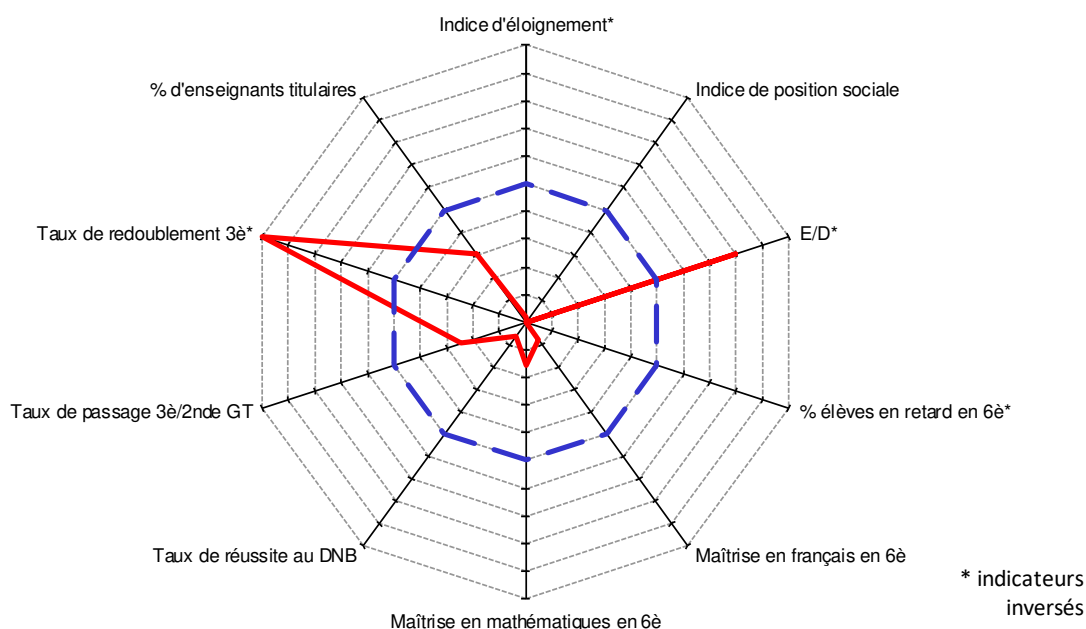 Indice d'éloignement*
% d'enseignants titulaires
Indice de position sociale
Taux de redoublement 3è*
E/D*
Taux de passage 3è/2nde GT
% élèves en retard en 6è*
Taux de réussite au DNB
Maîtrise en français en 6è
* indicateurs
inversés
Maîtrise en mathématiques en 6è